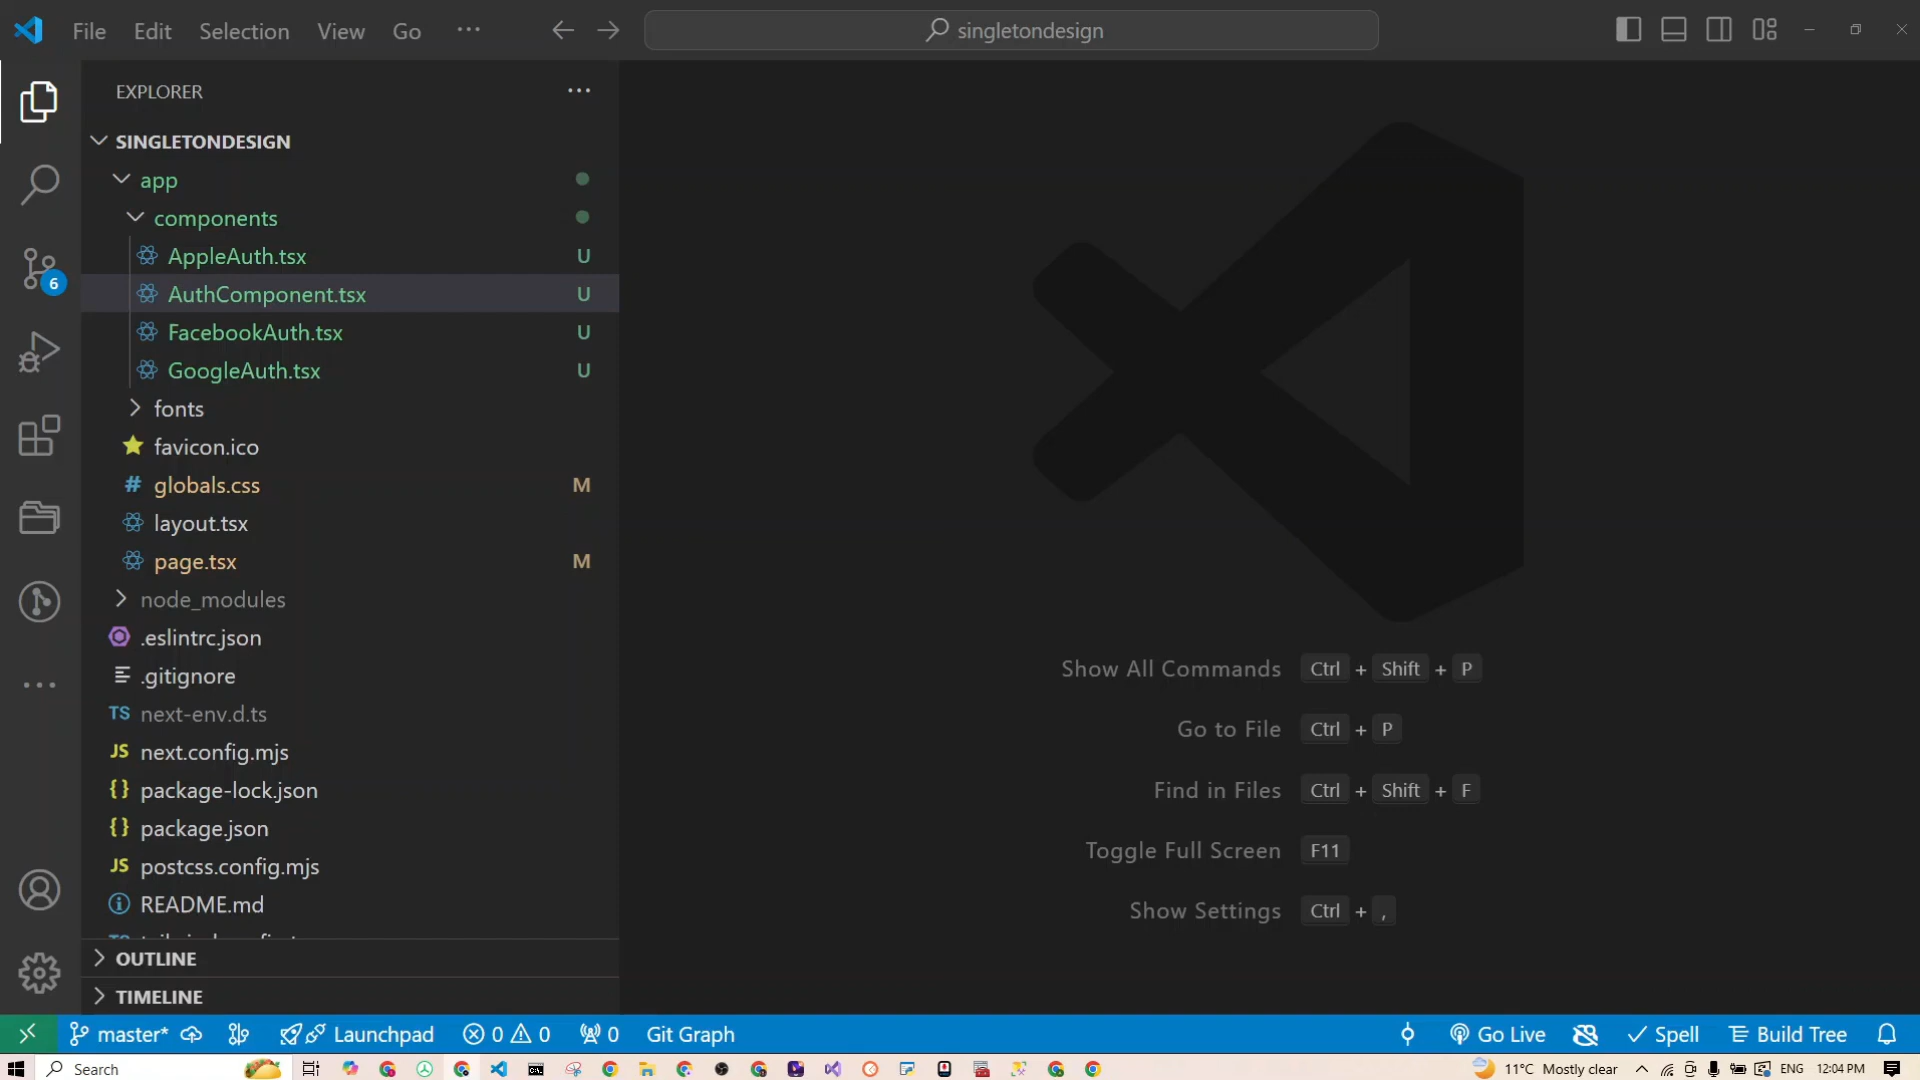 File Edit Selection View Go ···
singletondesign
EXPLORER
SINGLETONDESIGN
app
components
AppleAuth.tsx U
AuthComponent.tsx U
FacebookAuth.tsx U
GoogleAuth.tsx U
fonts
favicon.ico
# globals.css M
layout.tsx
page.tsx M
node_modules
.eslintrc.json
.gitignore
TS next-env.d.ts
JS next.config.mjs
{} package-lock.json
{} package.json
JS postcss.config.mjs
README.md
OUTLINE
TIMELINE
6
Show All Commands Ctrl + Shift + P
Go to File Ctrl + P
Find in Files Ctrl + Shift + F
Toggle Full Screen F11
Show Settings Ctrl + ,
master* Launchpad 0 0 0 Git Graph Go Live Spell Build Tree
Search 11°C Mostly clear ENG 12:04 PM